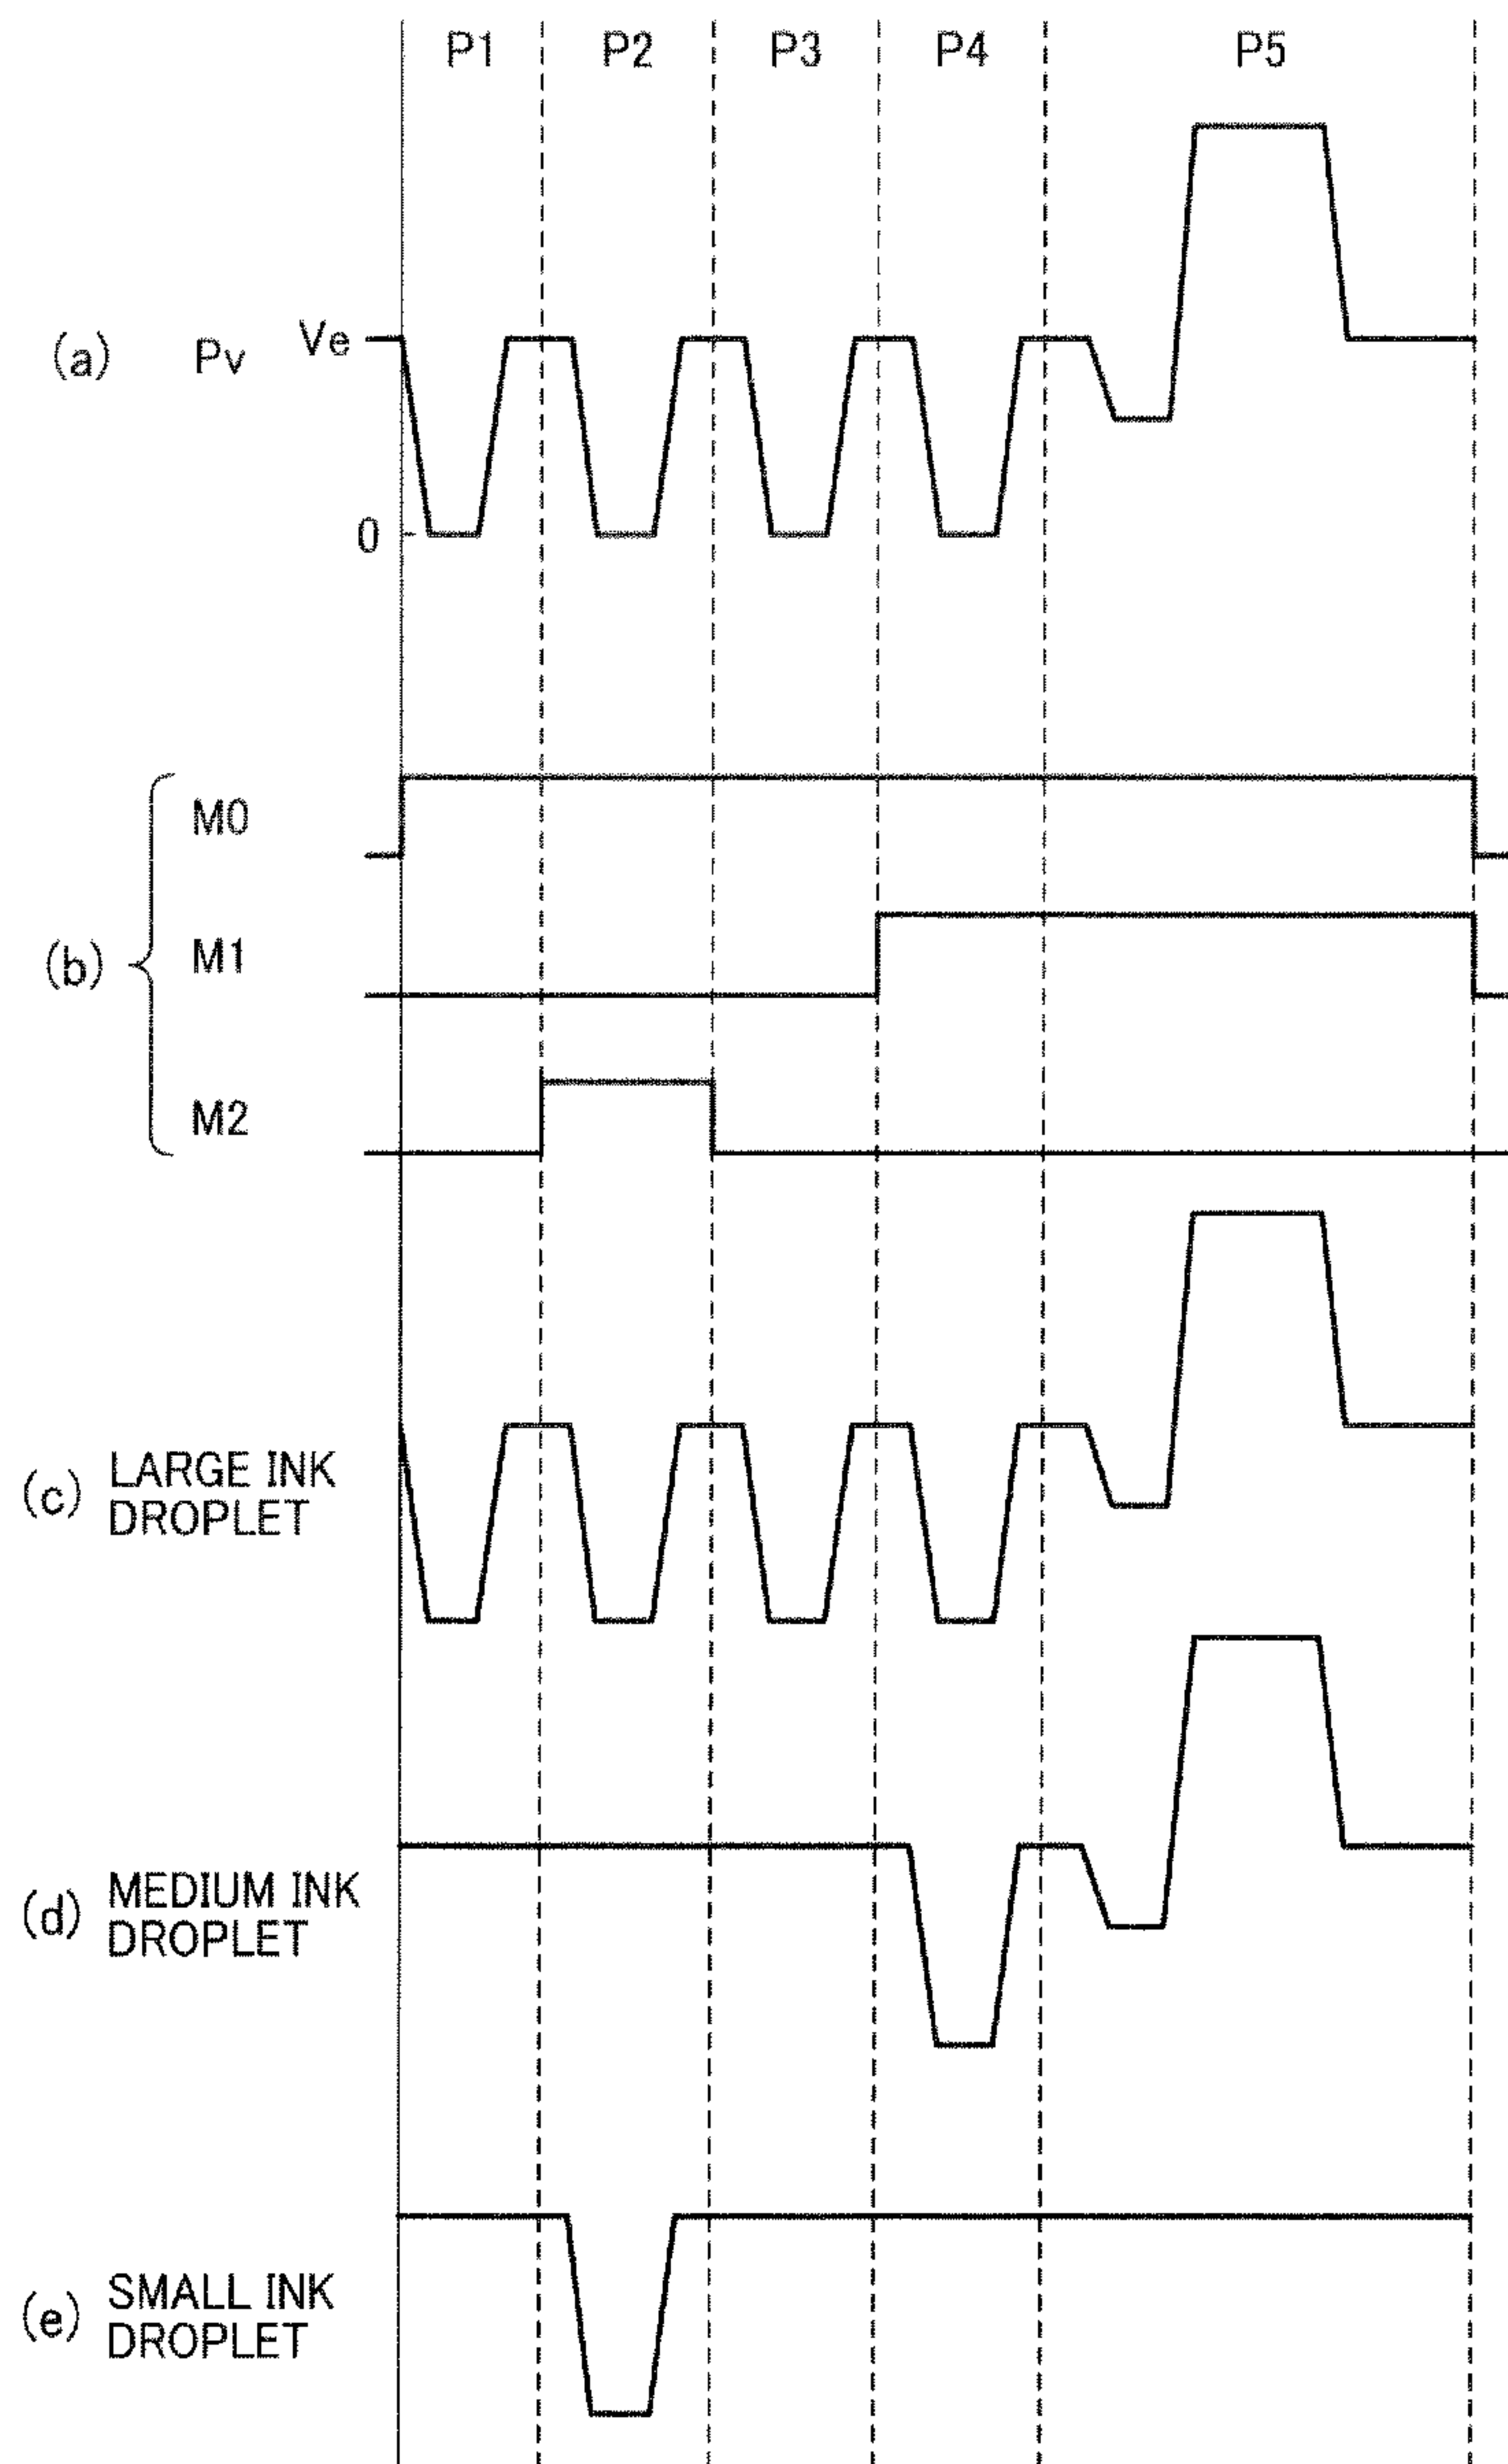 P1 P2 P3 P4 P5
(a) Pv Ve
0
M0
(b) M1
M2
(c) LARGE INK
DROPLET
(d) MEDIUM INK
DROPLET
(e) SMALL INK
DROPLET